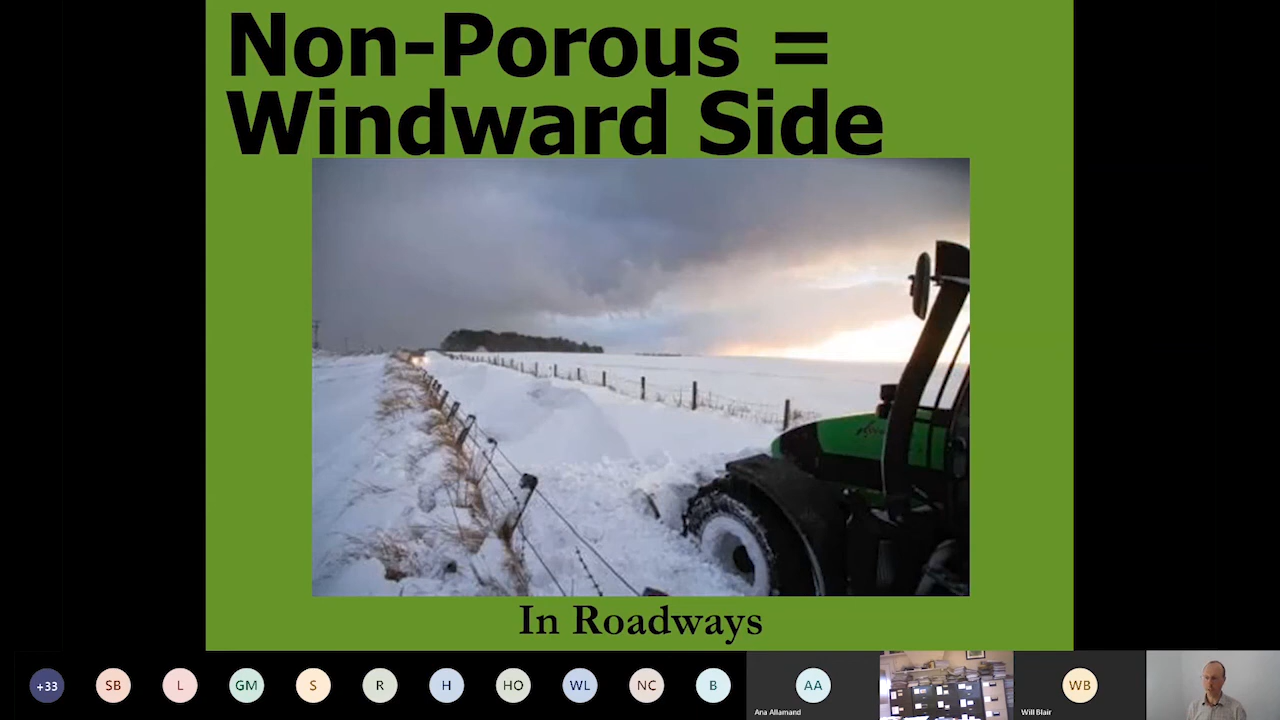 Non-Porous =
Windward Side
In Roadways
+33
SB
L
GM
S
R
H
HO
WL
NC
B
AA
Ana Allamand
WB
Will Blair